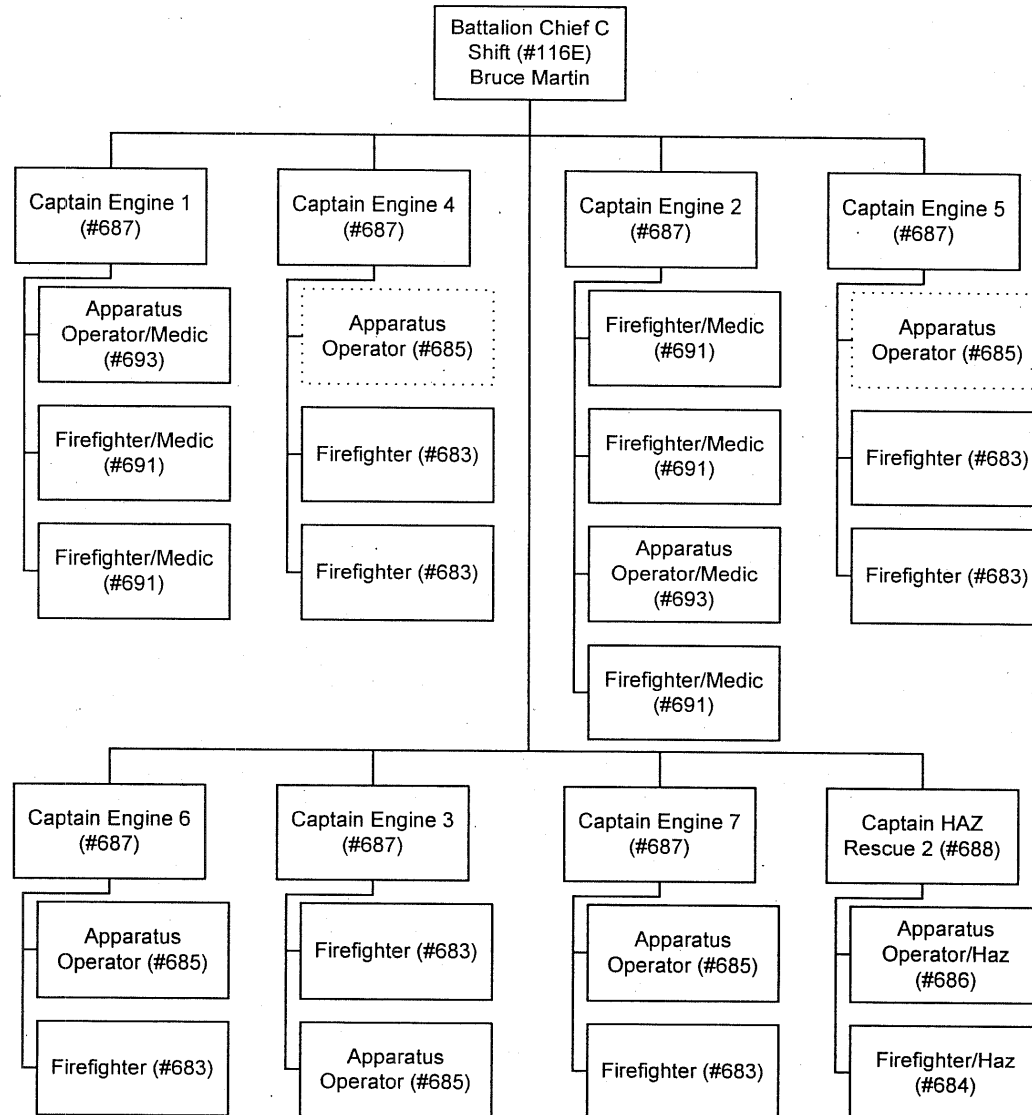 Battalion Chief C
Shift (#116E)
Bruce Martin
Captain Engine 1
(#687)
Apparatus
Operator/Medic
(#693)
Firefighter/Medic
(#691)
Firefighter/Medic
(#691)
Captain Engine 4
(#687)
Apparatus
Operator (#685)
Firefighter (#683)
Firefighter (#683)
Captain Engine 2
(#687)
Firefighter/Medic
(#691)
Firefighter/Medic
(#691)
Apparatus
Operator/Medic
(#693)
Firefighter/Medic
(#691)
Captain Engine 5
(#687)
Apparatus
Operator (#685)
Firefighter (#683)
Firefighter (#683)
Captain Engine 6
(#687)
Apparatus
Operator (#685)
Firefighter (#683)
Captain Engine 3
(#687)
Firefighter (#683)
Apparatus
Operator (#685)
Captain Engine 7
(#687)
Apparatus
Operator (#685)
Firefighter (#683)
Captain HAZ
Rescue 2 (#688)
Apparatus
Operator/Haz
(#686)
Firefighter/Haz
(#684)